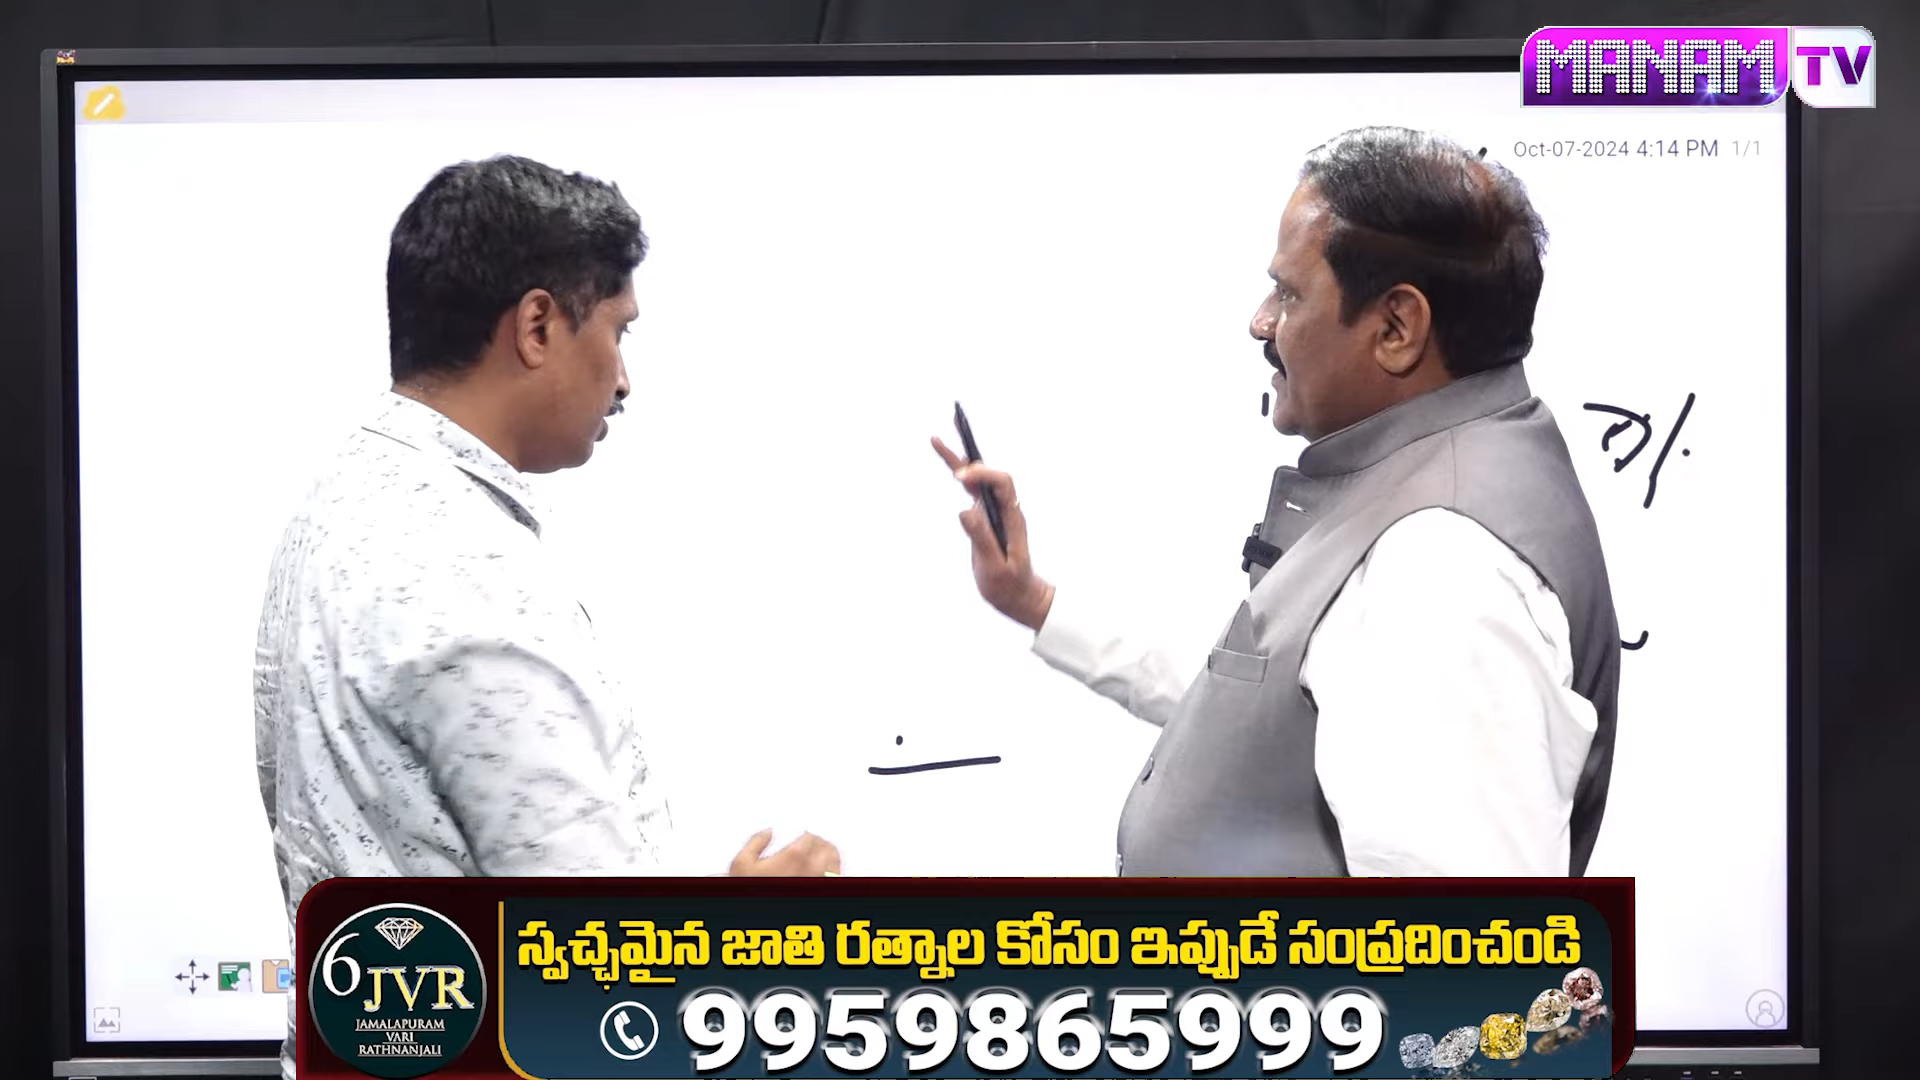 MANAM TV
Oct-07-2024 4:14 PM 1/1
6 JVR
JAMALAPURAM
VARI
RATHNANJALI
స్వచ్ఛమైన జాతి రత్నాల కోసం ఇప్పుడే సంప్రదించండి
9959865999